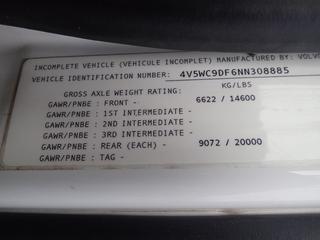 INCOMPLETE VEHICLE (VEHICULE INCOMPLET) MANUFACTURED BY: VOLVO
VEHICLE IDENTIFICATION NUMBER: 4V5WC9DF6NN308885
GROSS AXLE WEIGHT RATING: KG/LBS
GAWR/PNBE : FRONT - 6622 / 14600
GAWR/PNBE : 1ST INTERMEDIATE -
GAWR/PNBE : 2ND INTERMEDIATE -
GAWR/PNBE : 3RD INTERMEDIATE -
GAWR/PNBE : REAR (EACH) - 9072 / 20000
GAWR/PNBE : TAG -